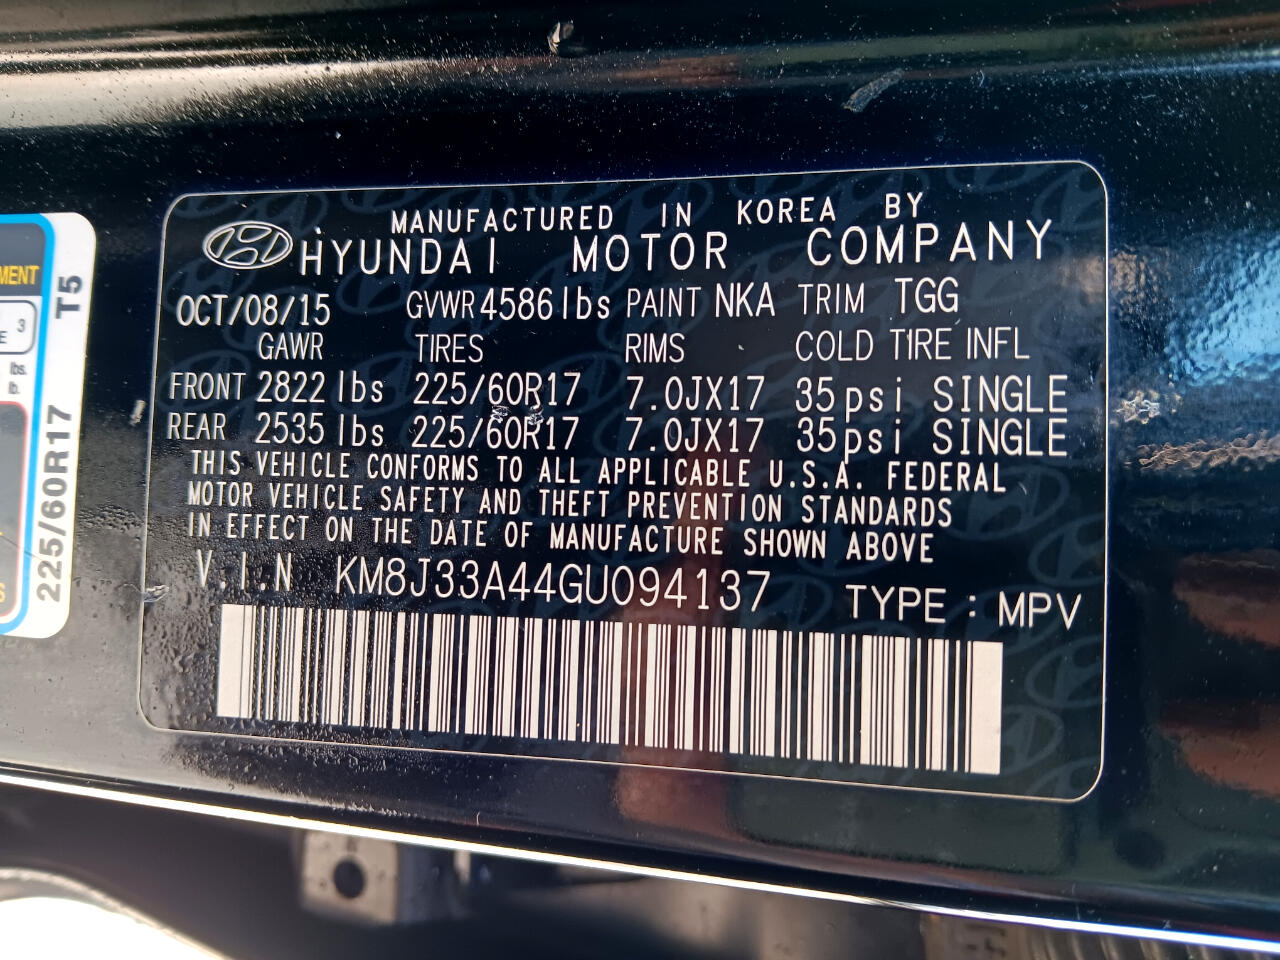 MANUFACTURED IN KOREA BY
HYUNDAI MOTOR COMPANY
OCT/08/15 GVWR 4586 lbs PAINT NKA TRIM TGG
GAWR TIRES RIMS COLD TIRE INFL
FRONT 2822 lbs 225/60R17 7.0JX17 35psi SINGLE
REAR 2535 lbs 225/60R17 7.0JX17 35psi SINGLE
THIS VEHICLE CONFORMS TO ALL APPLICABLE U.S.A. FEDERAL
MOTOR VEHICLE SAFETY AND THEFT PREVENTION STANDARDS
IN EFFECT ON THE DATE OF MANUFACTURE SHOWN ABOVE
V.I.N KM8J33A44GU094137 TYPE : MPV
3
lbs.
lb.
225/60R17 T5